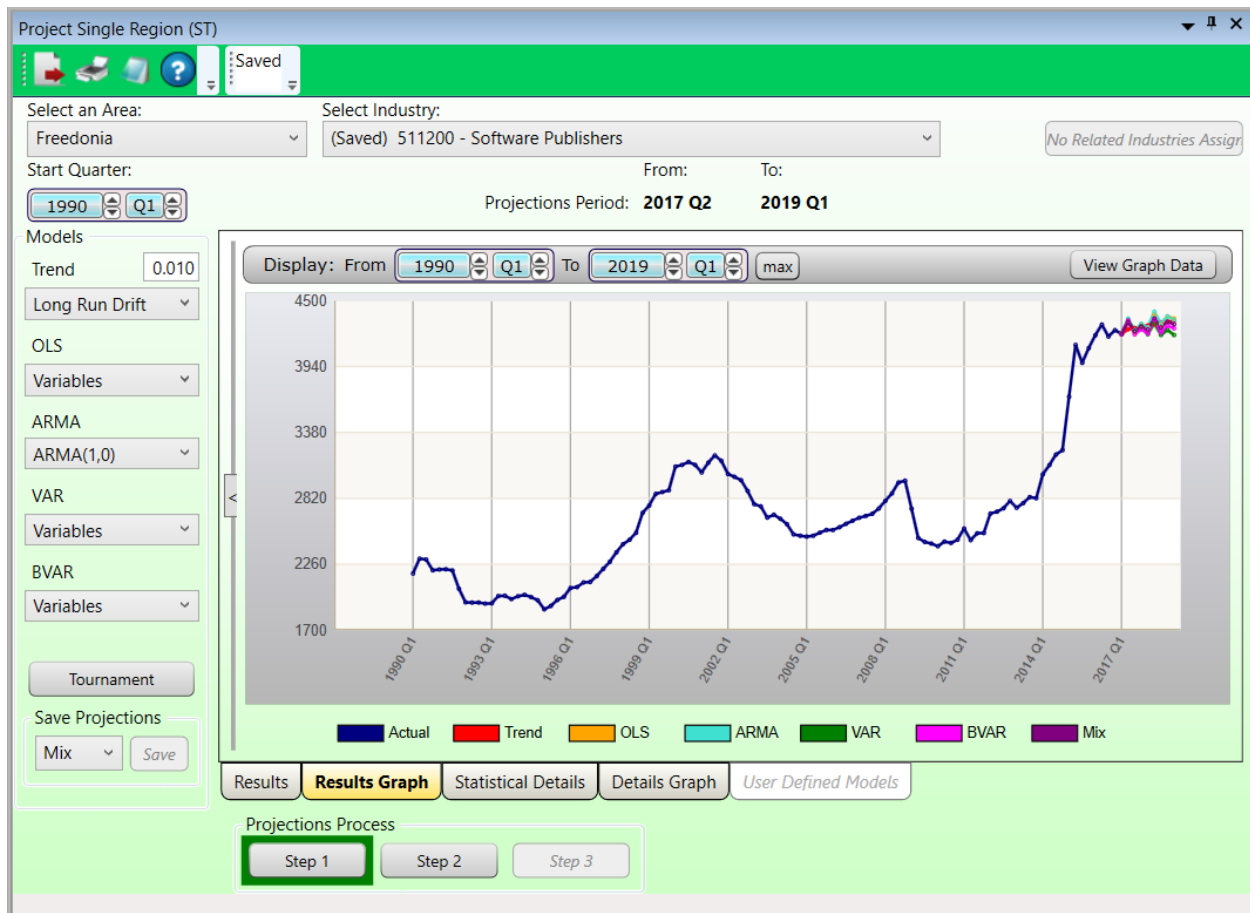 Project Single Region (ST)
Saved
Select an Area:
Select Industry:
Freedonia
(Saved) 511200 - Software Publishers
No Related Industries Assign
Start Quarter:
From:
To:
1990 Q1
Projections Period: 2017 Q2 2019 Q1
Models
Trend 0.010
Long Run Drift
OLS
Variables
ARMA
ARMA(1,0)
VAR
Variables
BVAR
Variables
Tournament
Save Projections
Mix Save
Display: From 1990 Q1 To 2019 Q1 max View Graph Data
<
4500
3940
3380
2820
2260
1700
1990 Q1
1993 Q1
1996 Q1
1999 Q1
2002 Q1
2005 Q1
2008 Q1
2011 Q1
2014 Q1
2017 Q1
Actual Trend OLS ARMA VAR BVAR Mix
Results Results Graph Statistical Details Details Graph User Defined Models
Projections Process
Step 1 Step 2 Step 3